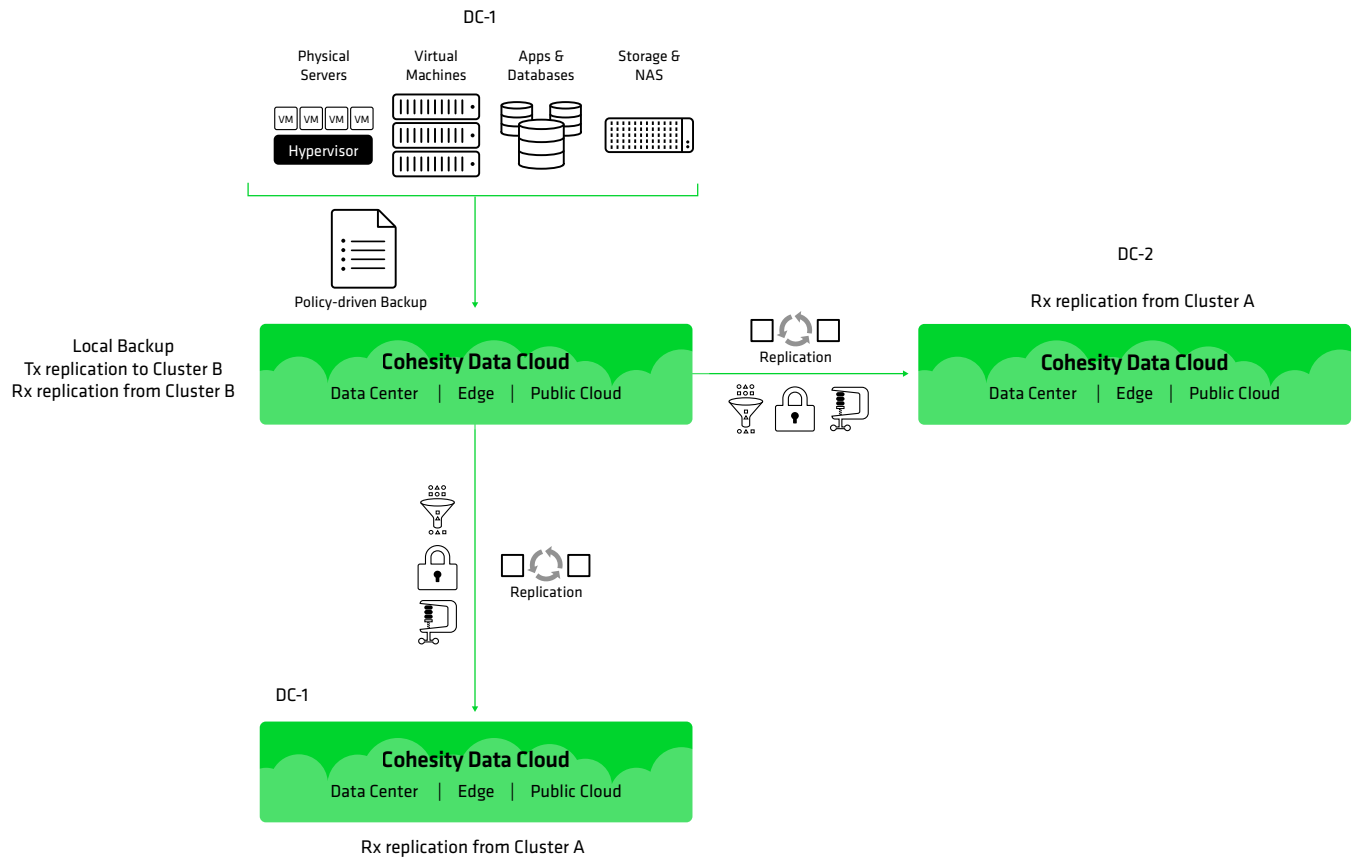 DC-1
Physical
Servers
Virtual
Machines
Apps &
Databases
Storage &
NAS
VM VM VM VM
Hypervisor
Policy-driven Backup
Local Backup
Tx replication to Cluster B
Rx replication from Cluster B
Cohesity Data Cloud
Data Center | Edge | Public Cloud
Replication
DC-2
Rx replication from Cluster A
Cohesity Data Cloud
Data Center | Edge | Public Cloud
Replication
DC-1
Cohesity Data Cloud
Data Center | Edge | Public Cloud
Rx replication from Cluster A